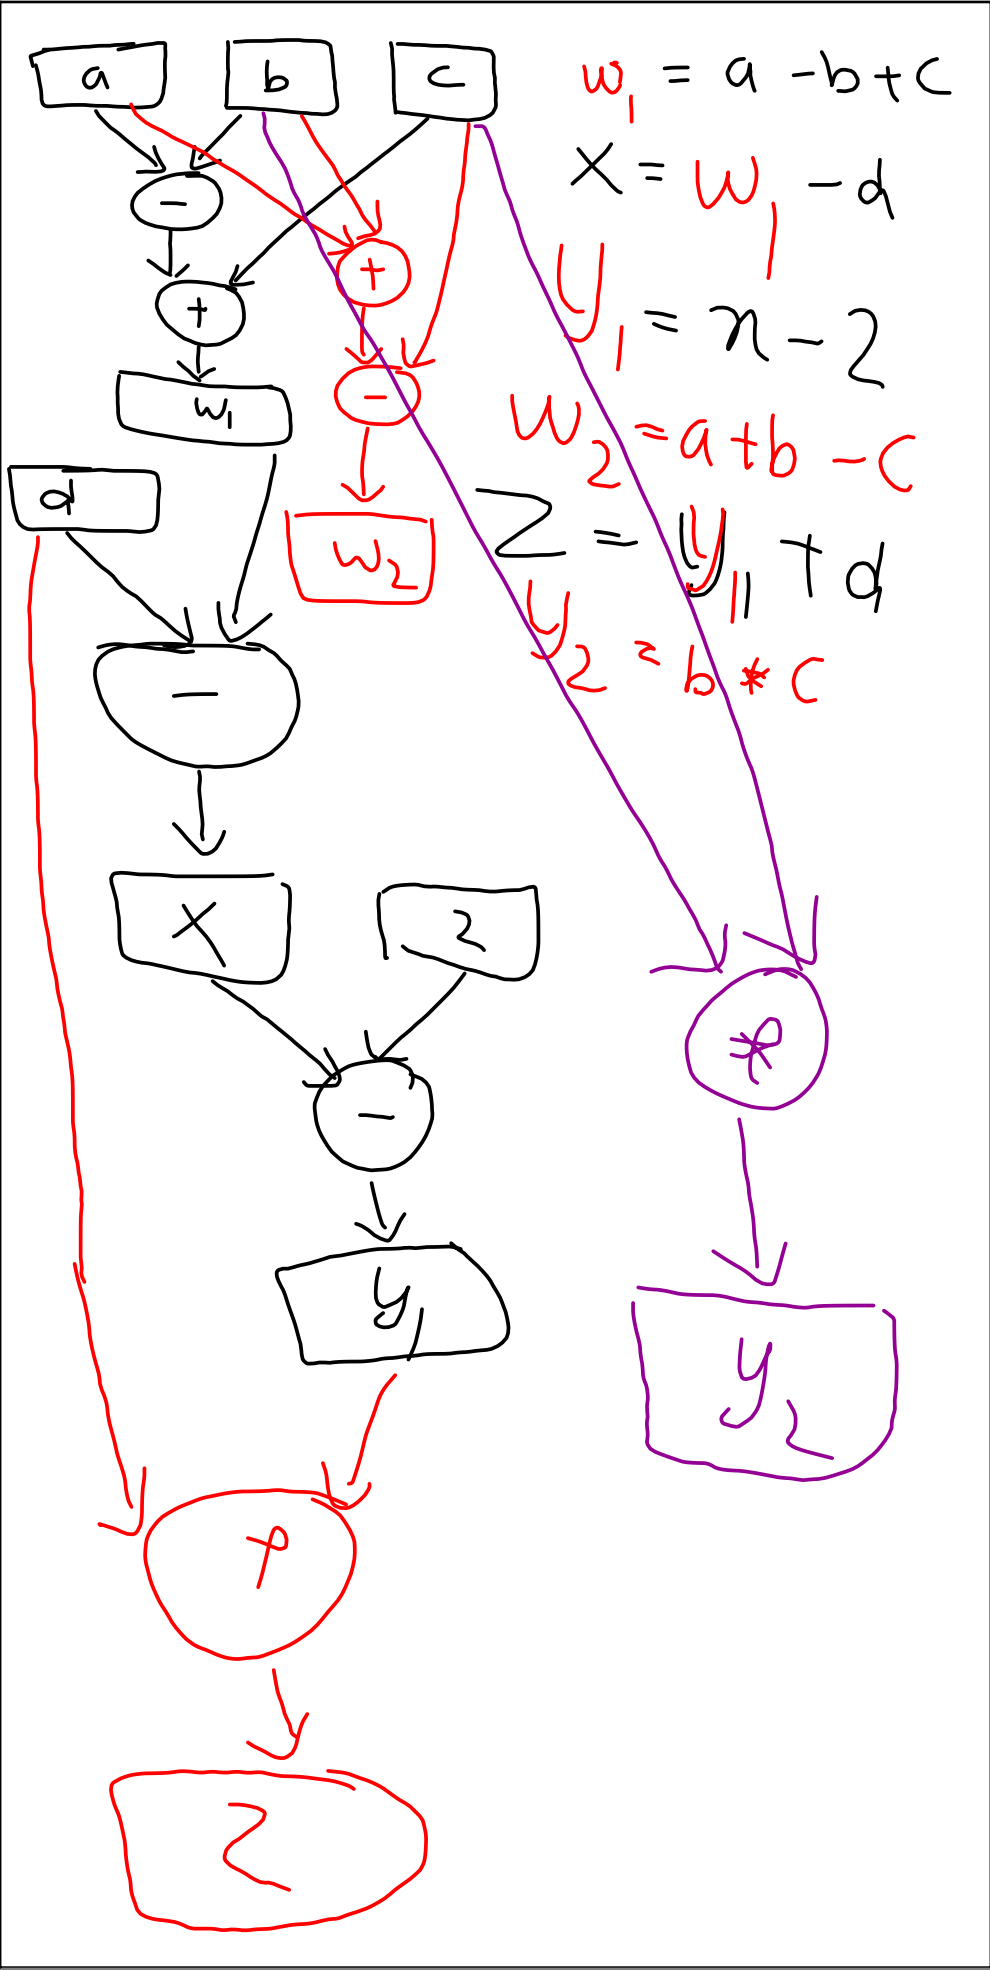 a b c
w1 = a - b + c
x = w1 - d
-
+
+
y1 = x - 2
-
w1
w2 = a + b - c
d
w2
z = y1 + d
y2 = b * c
-
x 2
*
-
y1
y2
+
z